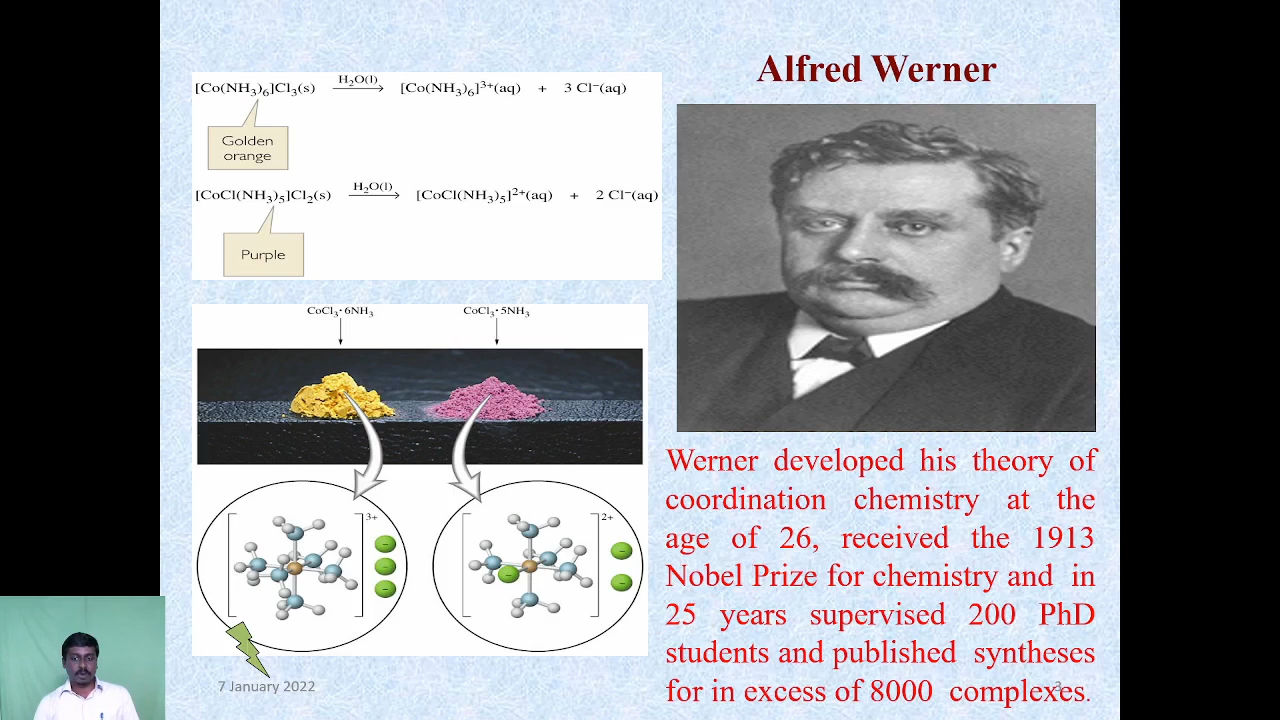 Alfred Werner
[Co(NH₃)₆]Cl₃(s) H₂O(l) [Co(NH₃)₆]³⁺(aq) + 3 Cl⁻(aq)
Golden
orange
[CoCl(NH₃)₅]Cl₂(s) H₂O(l) [CoCl(NH₃)₅]²⁺(aq) + 2 Cl⁻(aq)
Purple
CoCl₃·6NH₃ CoCl₃·5NH₃
3+ 2+
− −
− −
−
Werner developed his theory of
coordination chemistry at the
age of 26, received the 1913
Nobel Prize for chemistry and in
25 years supervised 200 PhD
students and published syntheses
for in excess of 8000 complexes.
7 January 2022 3